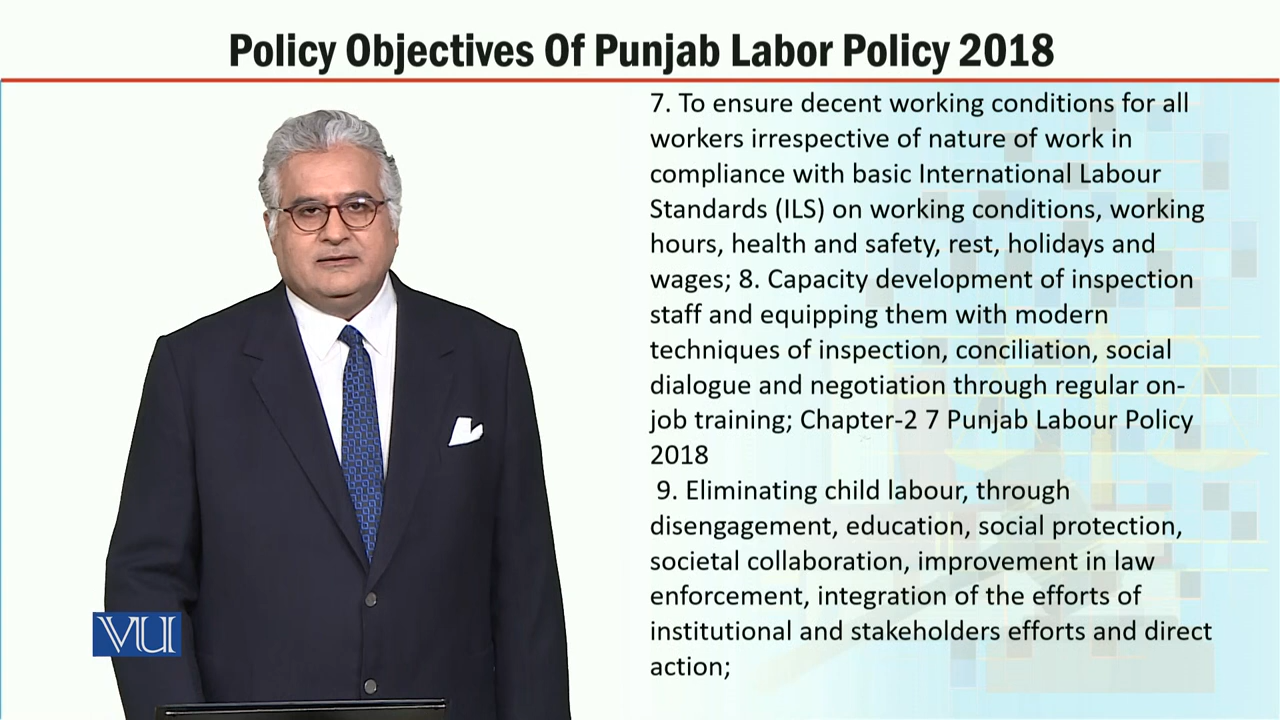 Policy Objectives Of Punjab Labor Policy 2018
7. To ensure decent working conditions for all
workers irrespective of nature of work in
compliance with basic International Labour
Standards (ILS) on working conditions, working
hours, health and safety, rest, holidays and
wages; 8. Capacity development of inspection
staff and equipping them with modern
techniques of inspection, conciliation, social
dialogue and negotiation through regular on-
job training; Chapter-2 7 Punjab Labour Policy
2018
9. Eliminating child labour, through
disengagement, education, social protection,
societal collaboration, improvement in law
enforcement, integration of the efforts of
institutional and stakeholders efforts and direct
action;
VU